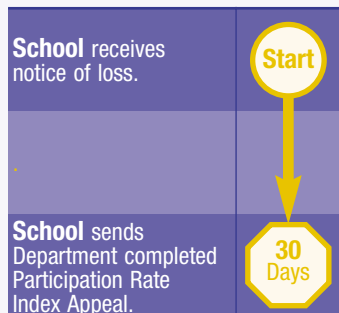 School receives
notice of loss.
Start
.
School sends
Department completed
Participation Rate
Index Appeal.
30
Days